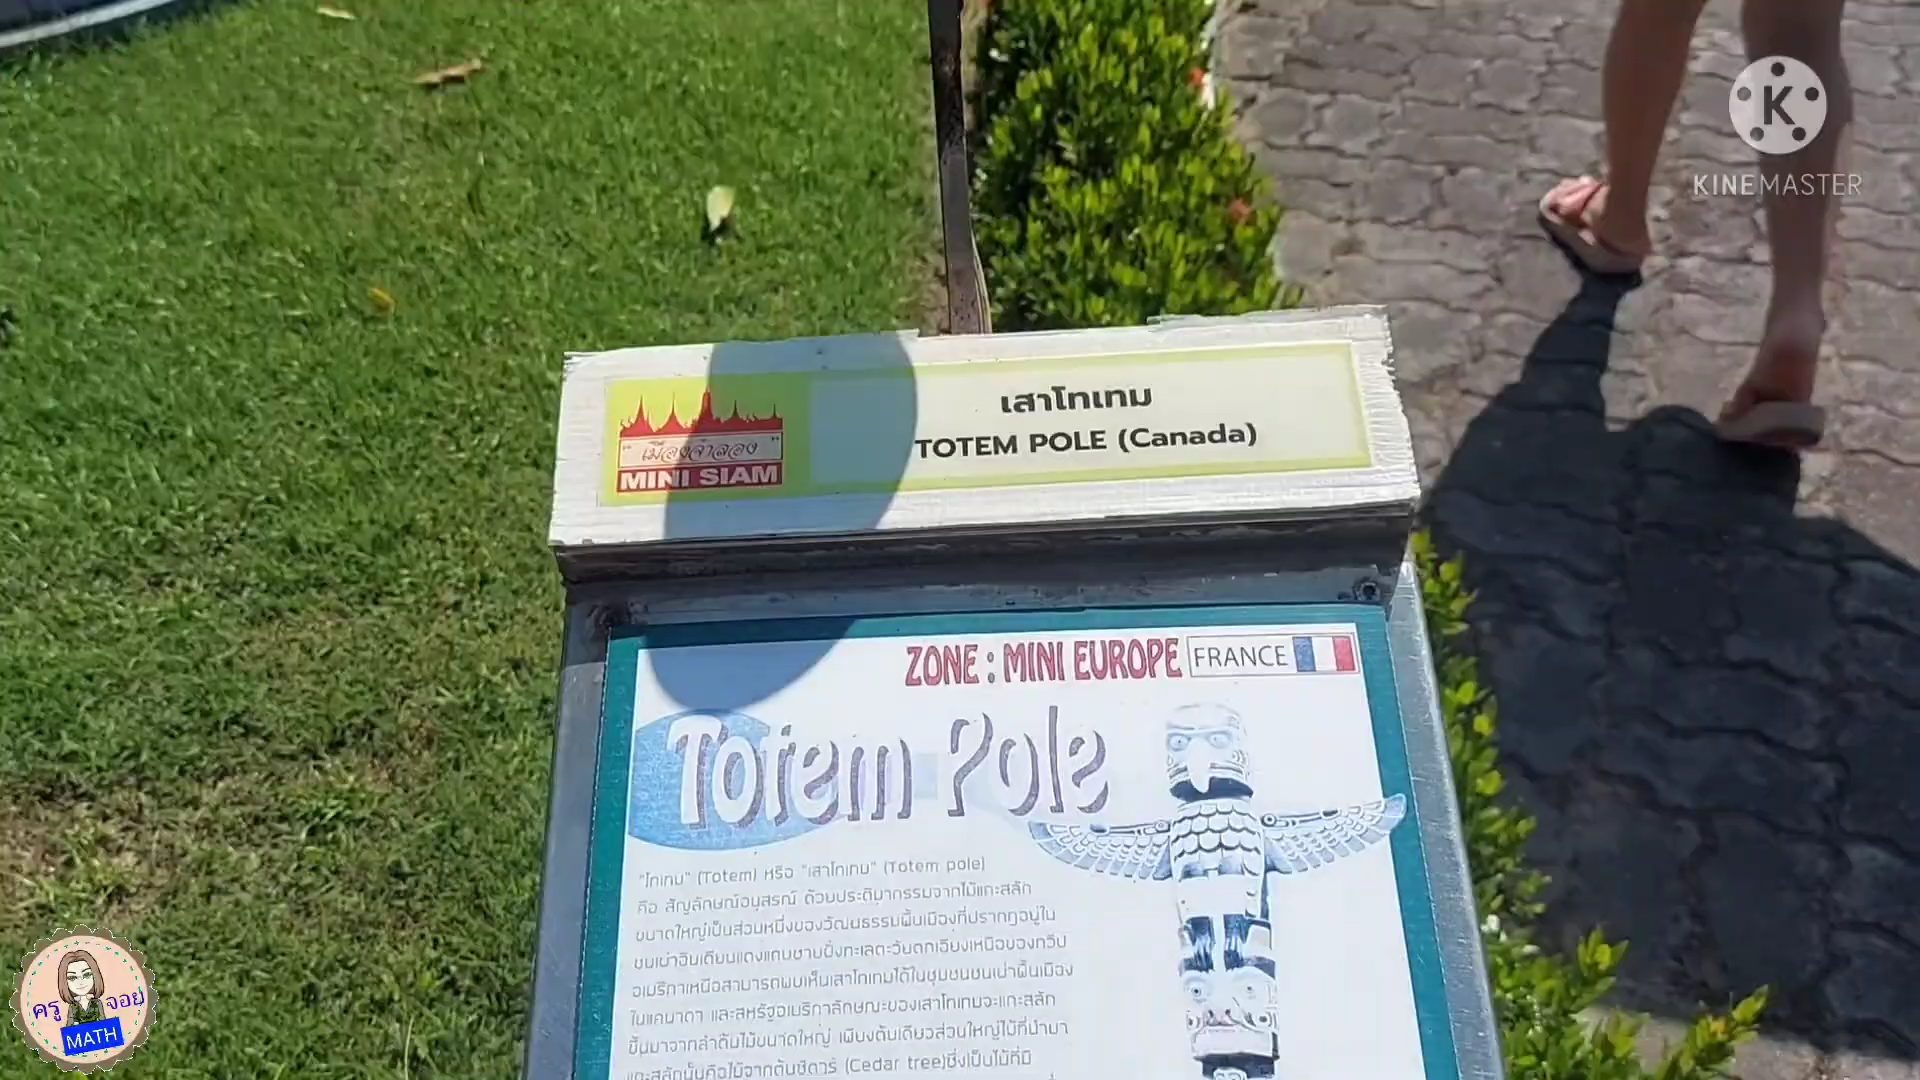 KINEMASTER
เสาโทเทม
TOTEM POLE (Canada)
"เมืองจำลอง"
MINI SIAM
ZONE : MINI EUROPE FRANCE
Totem Pole
"โทเทม" (Totem) หรือ "เสาโทเทม" (Totem pole)
คือ สัญลักษณ์อนุสรณ์ ด้วยประติมากรรมจากไม้แกะสลัก
ขนาดใหญ่เป็นส่วนหนึ่งของวัฒนธรรมพื้นเมืองที่ปรากฎอยู่ใน
ชนเผ่าอินเดียนแดงแถบชายฝั่งทะเลตะวันตกเฉียงเหนือของทวีป
อเมริกาเหนือสามารถพบเห็นเสาโทเทมได้ในชุมชนชนเผ่าพื้นเมือง
ในแคนาดา และสหรัฐอเมริกาลักษณะของเสาโทเทมจะแกะสลัก
ขึ้นมาจากลำต้นไม้ขนาดใหญ่ เพียงต้นเดียวส่วนใหญ่ไม้ที่นำมา
แกะสลักนั้นคือไม้จากต้นซีดาร์ (Cedar tree)ซึ่งเป็นไม้ที่มี
ครูจอย
MATH